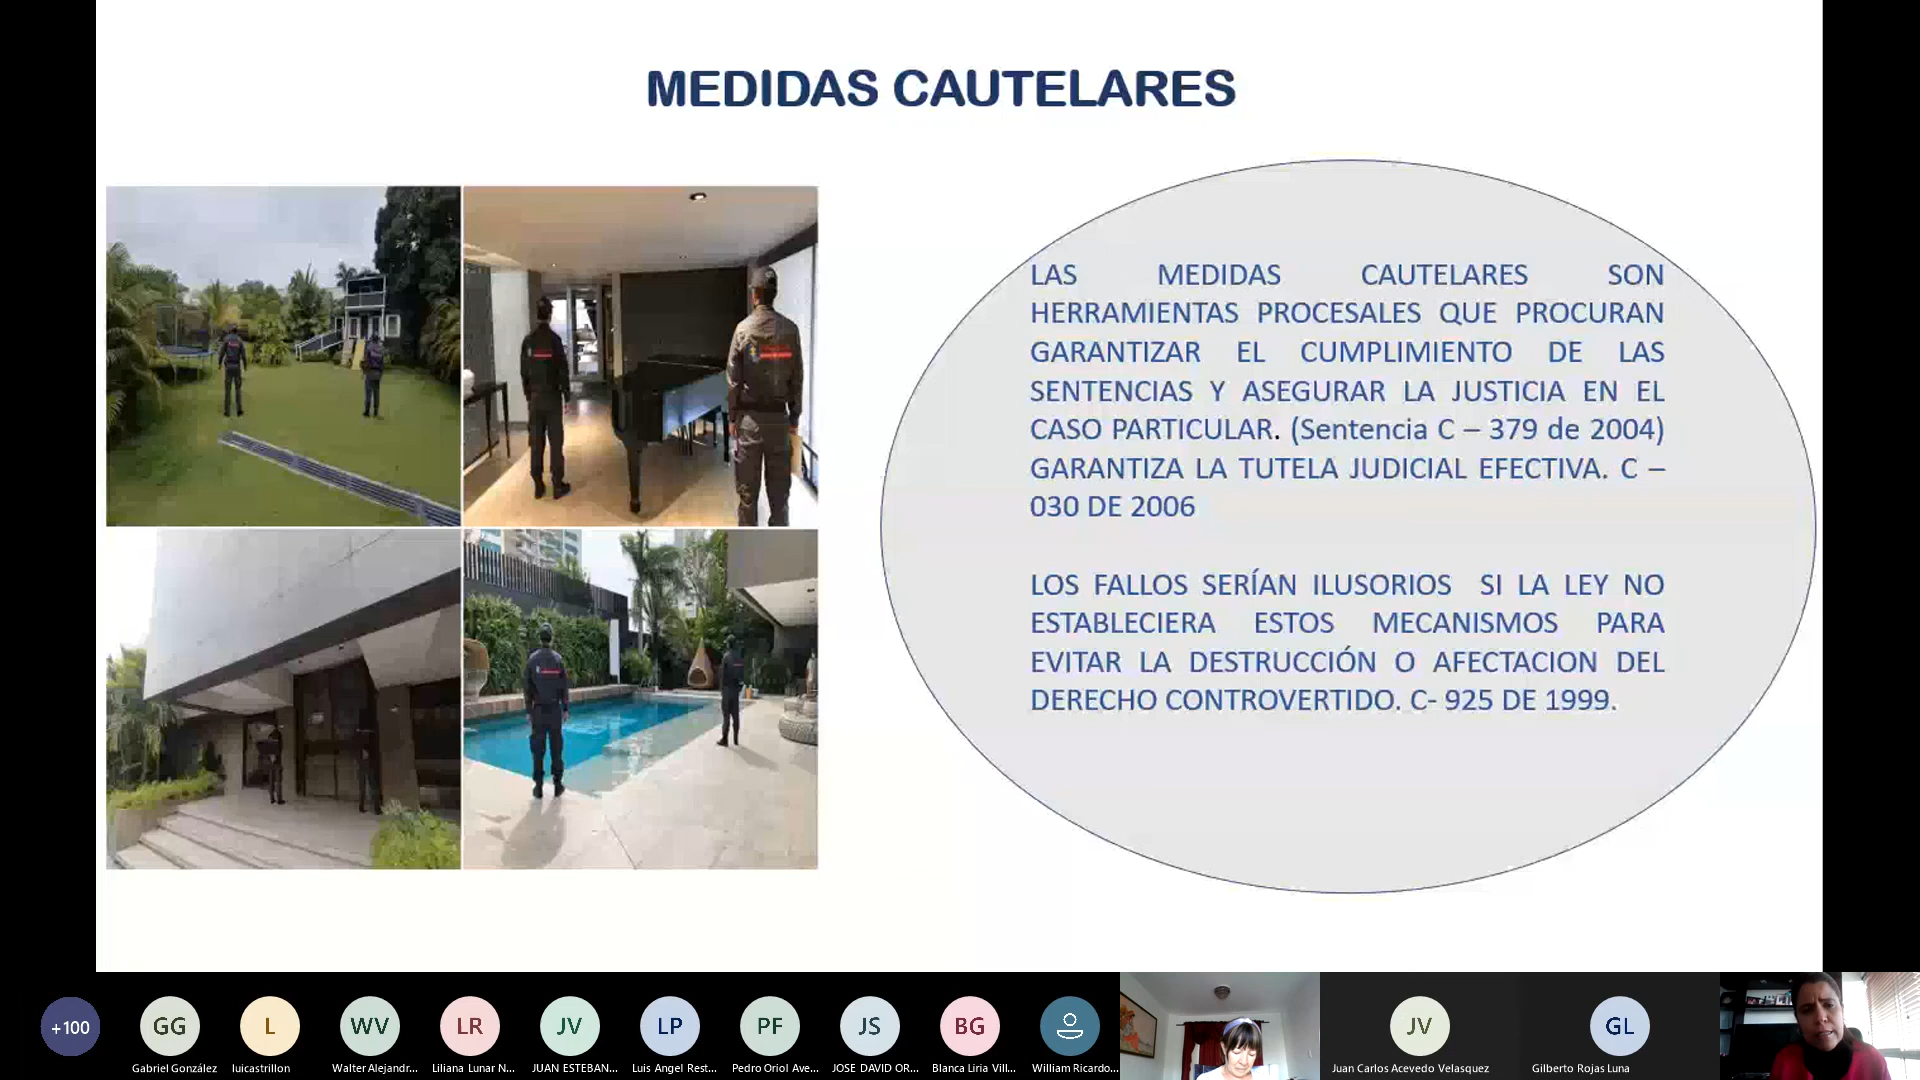 MEDIDAS CAUTELARES
LAS MEDIDAS CAUTELARES SON
HERRAMIENTAS PROCESALES QUE PROCURAN
GARANTIZAR EL CUMPLIMIENTO DE LAS
SENTENCIAS Y ASEGURAR LA JUSTICIA EN EL
CASO PARTICULAR. (Sentencia C – 379 de 2004)
GARANTIZA LA TUTELA JUDICIAL EFECTIVA. C –
030 DE 2006
LOS FALLOS SERÍAN ILUSORIOS SI LA LEY NO
ESTABLECIERA ESTOS MECANISMOS PARA
EVITAR LA DESTRUCCIÓN O AFECTACION DEL
DERECHO CONTROVERTIDO. C- 925 DE 1999.
+100
GG
L
WV
LR
JV
LP
PF
JS
BG
JV
GL
Gabriel González
luicastrillon
Walter Alejandr...
Liliana Lunar N...
JUAN ESTEBAN...
Luis Angel Rest...
Pedro Oriol Ave...
JOSE DAVID OR...
Blanca Liria Vill...
William Ricardo...
Juan Carlos Acevedo Velasquez
Gilberto Rojas Luna